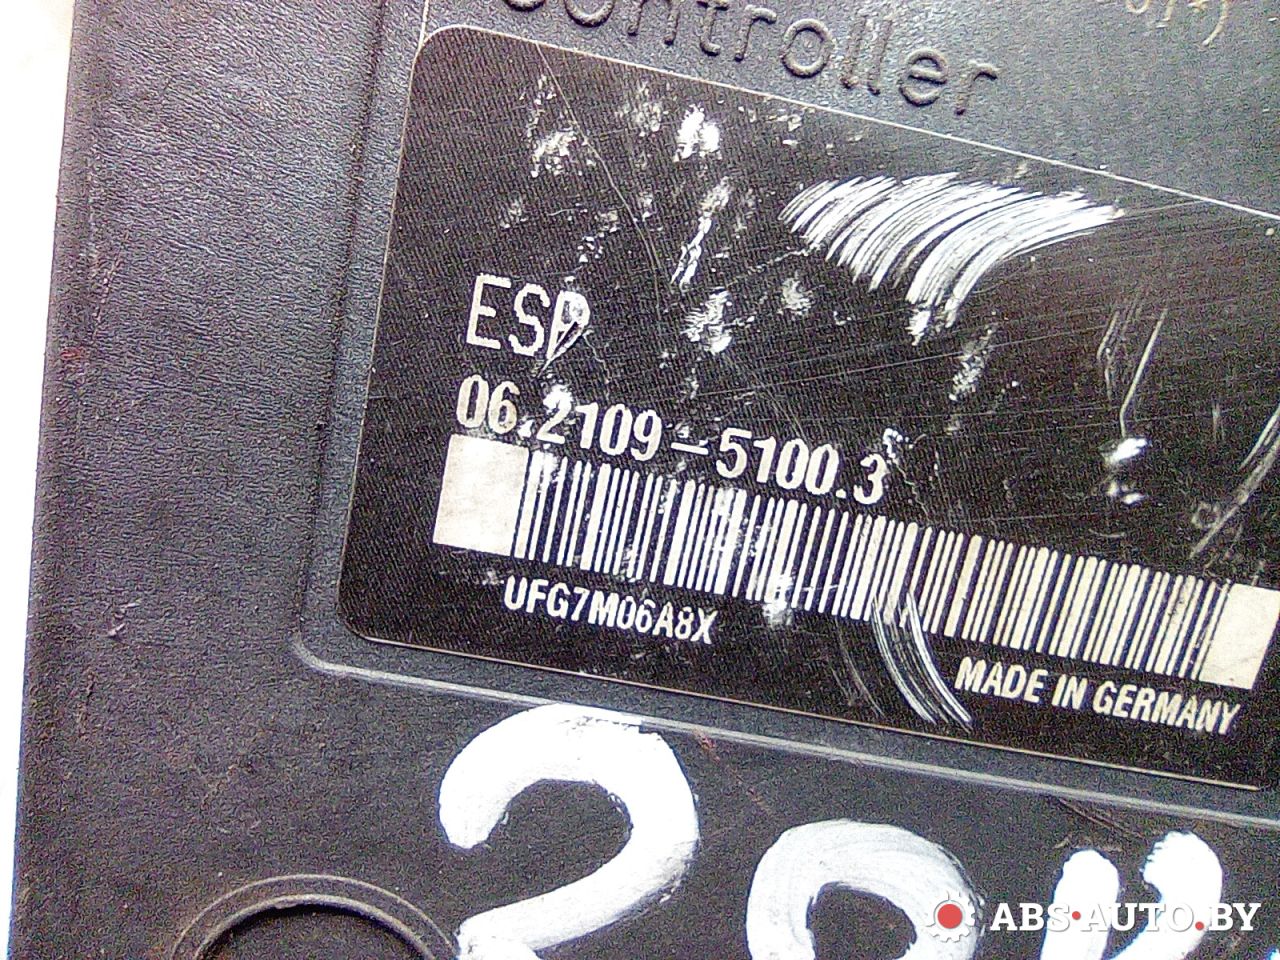 Controller
ESP
06.2109-5100.3
UFG7M06A8X
MADE IN GERMANY
ABS-AUTO.BY